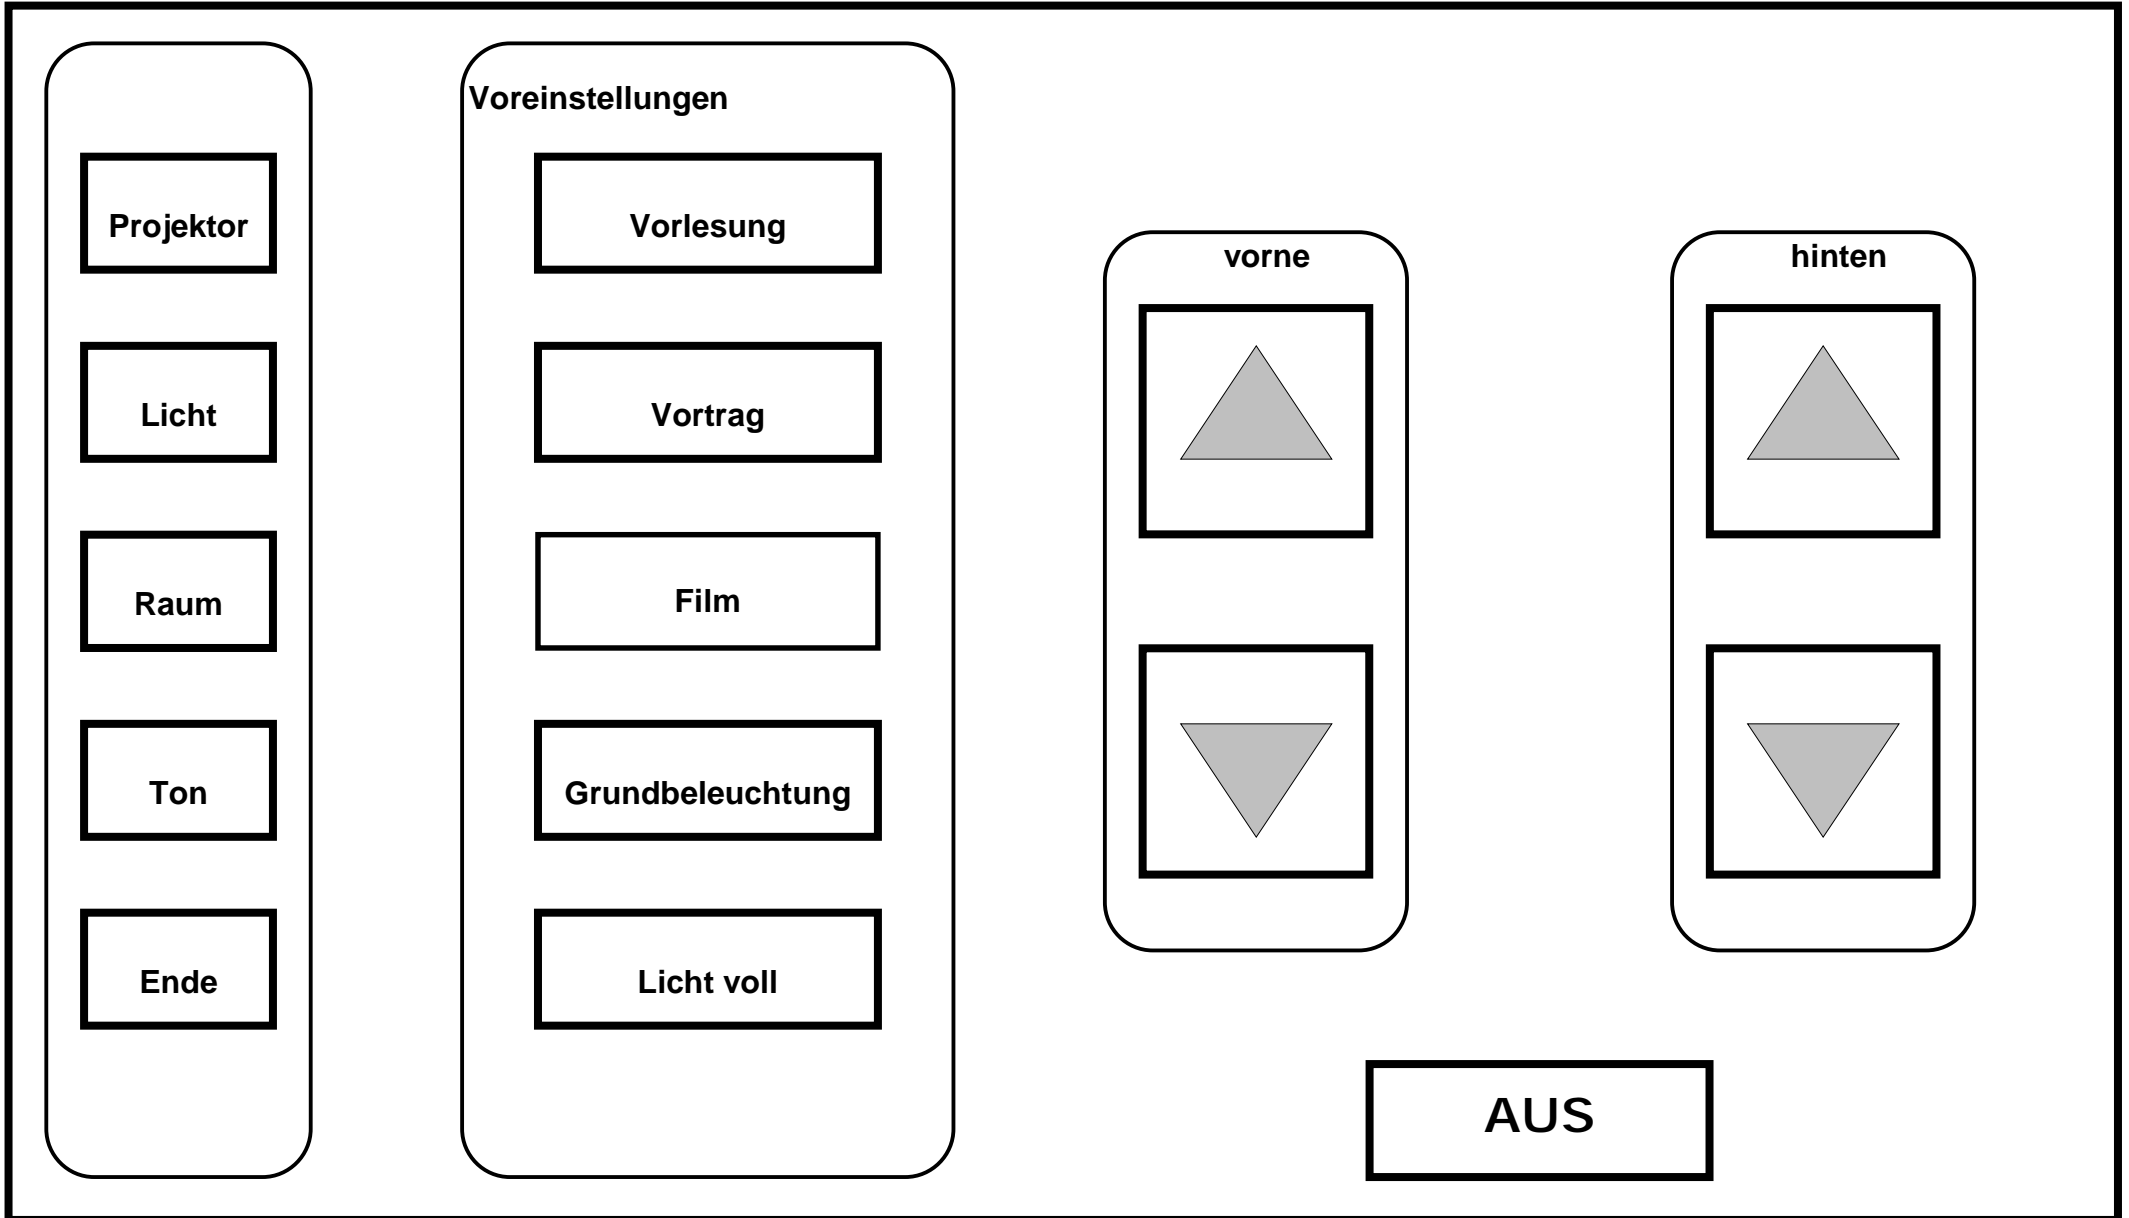 Voreinstellungen
Projektor
Licht
Raum
Ton
Ende
Vorlesung
Vortrag
Film
Grundbeleuchtung
Licht voll
vorne
hinten
AUS